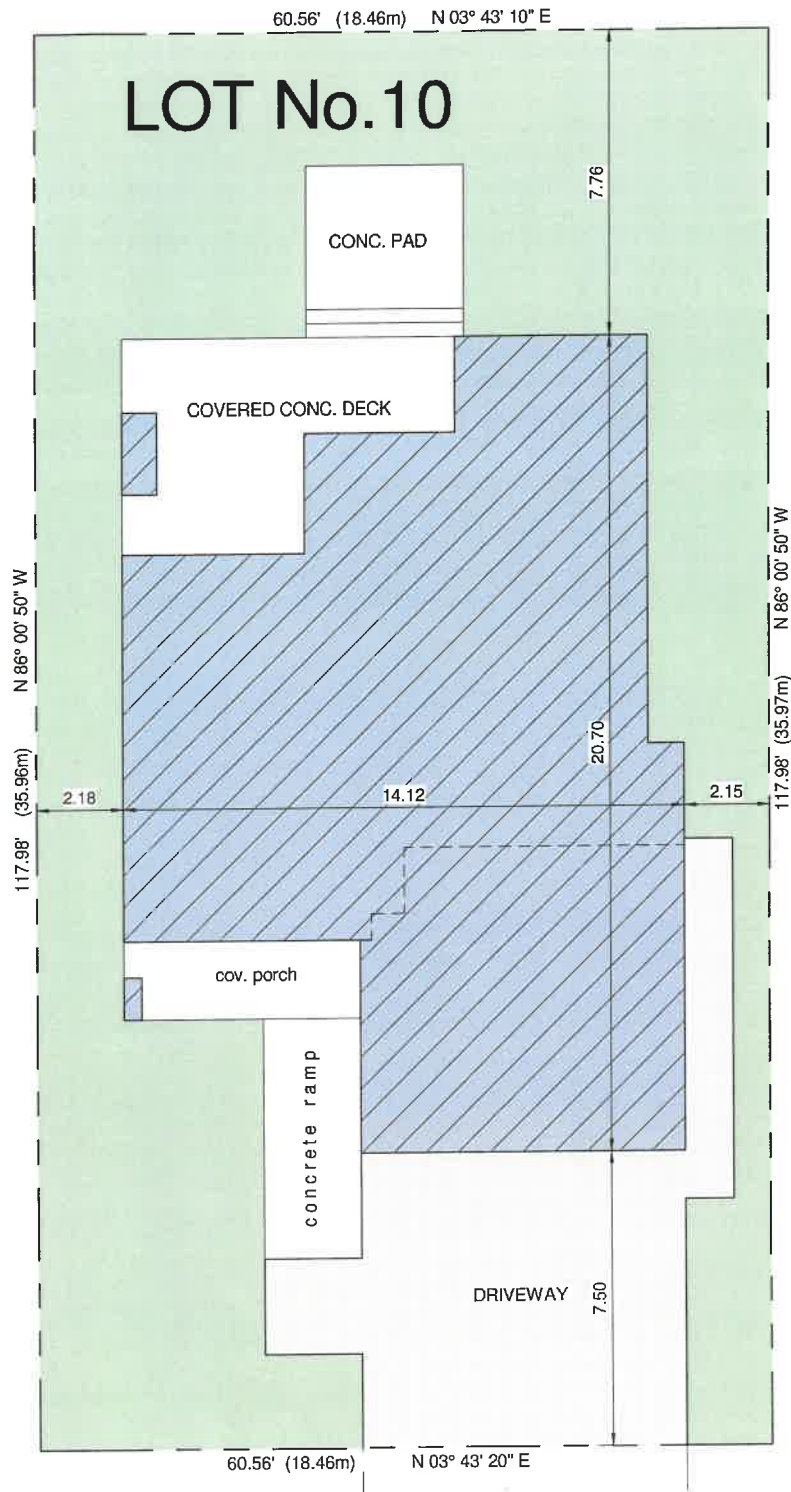 60.56' (18.46m) N 03° 43' 10" E
LOT No.10
7.76
CONC. PAD
COVERED CONC. DECK
N 86° 00' 50" W
117.98' (35.96m)
N 86° 00' 50" W
117.98' (35.97m)
20.70
2.18
14.12
2.15
cov. porch
concrete ramp
DRIVEWAY
7.50
60.56' (18.46m) N 03° 43' 20" E